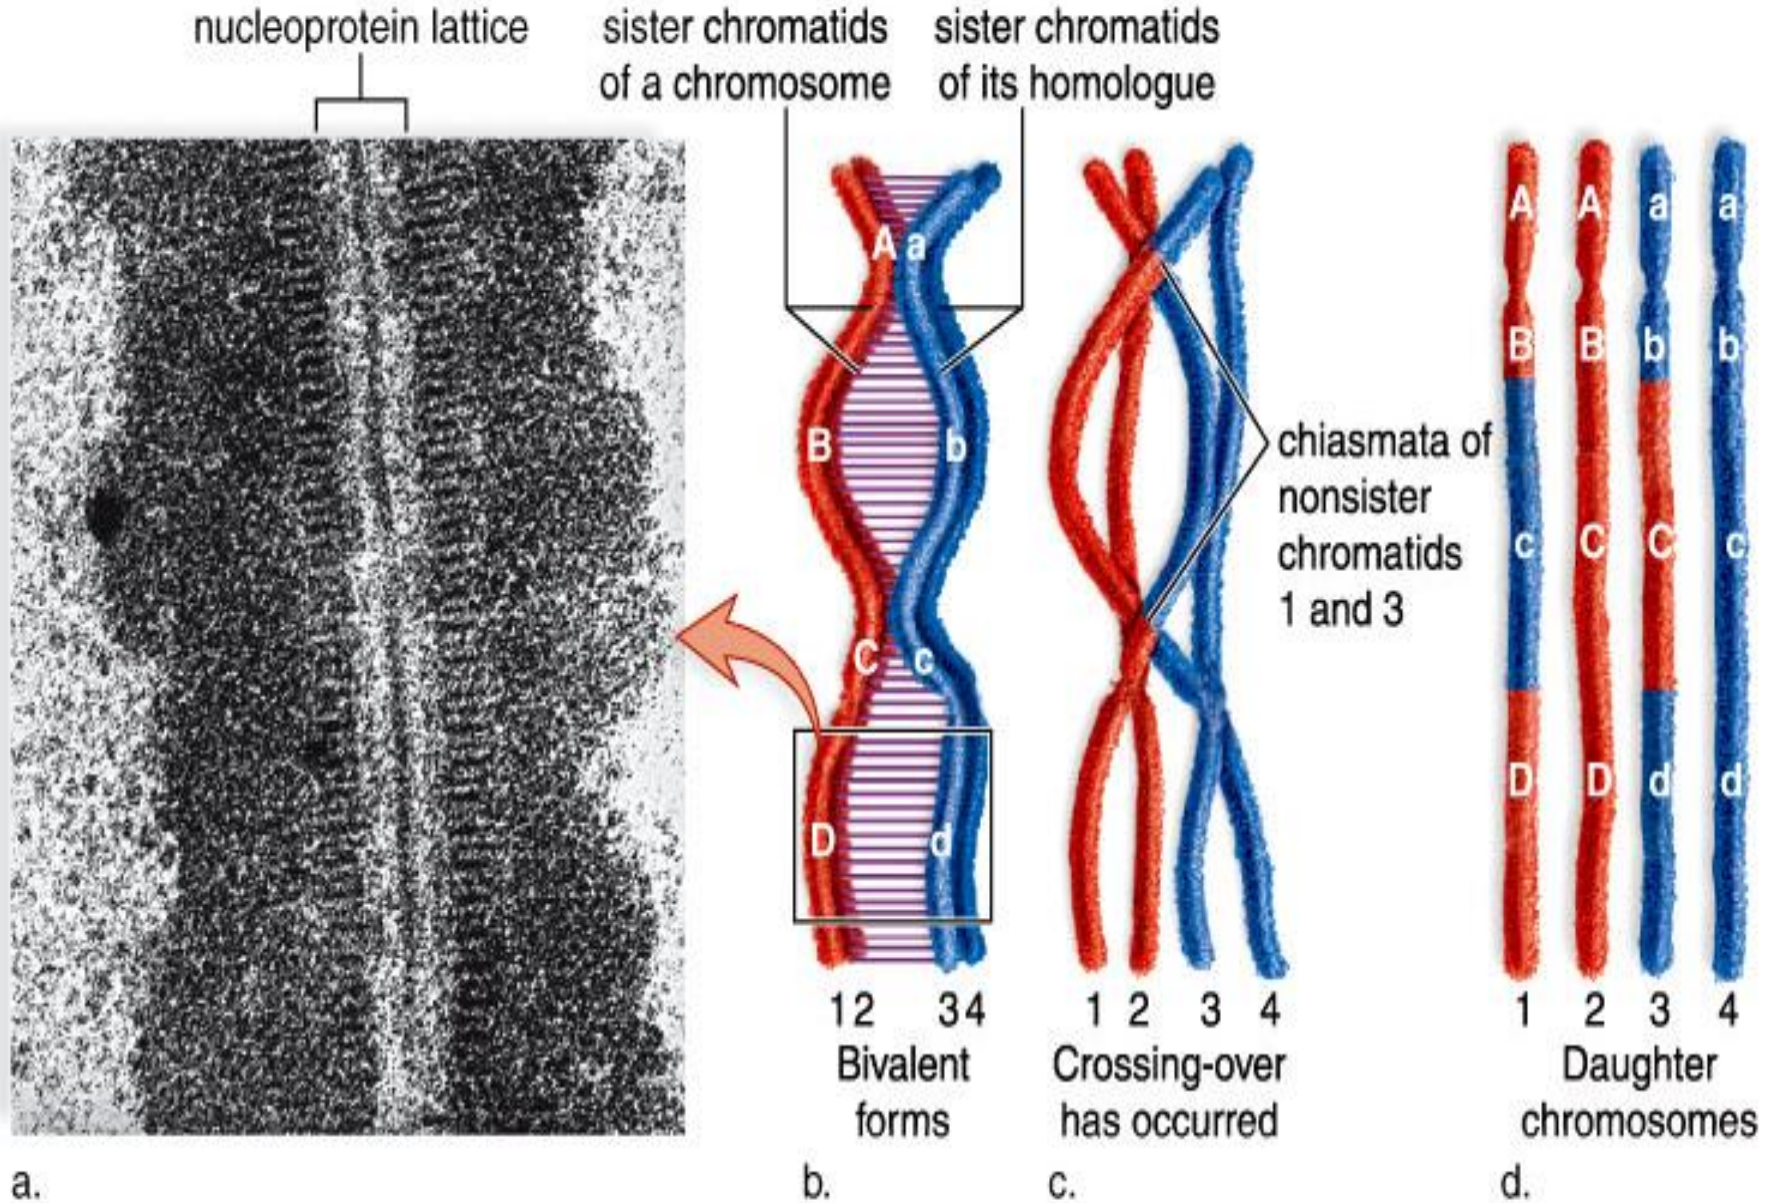 nucleoprotein lattice
sister chromatids
of a chromosome
sister chromatids
of its homologue
A a
B b
C c
D d
chiasmata of
nonsister
chromatids
1 and 3
A A a a
B B b b
c C C c
D D d d
1 2 3 4
Bivalent
forms
1 2 3 4
Crossing-over
has occurred
1 2 3 4
Daughter
chromosomes
a.
b.
c.
d.